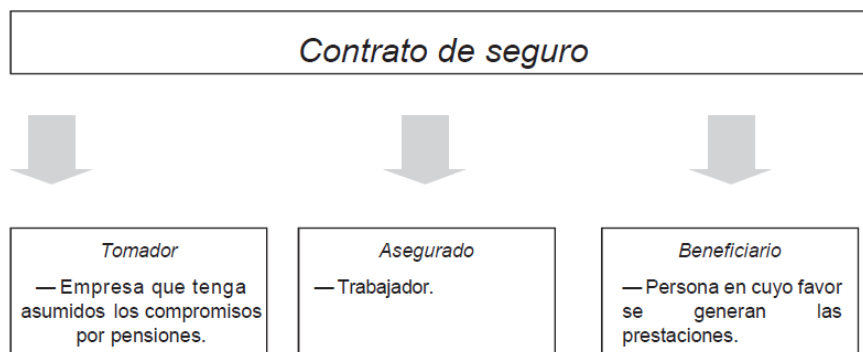 Contrato de seguro
Tomador
— Empresa que tenga
asumidos los compromisos
por pensiones.
Asegurado
— Trabajador.
Beneficiario
— Persona en cuyo favor
se generan las
prestaciones.